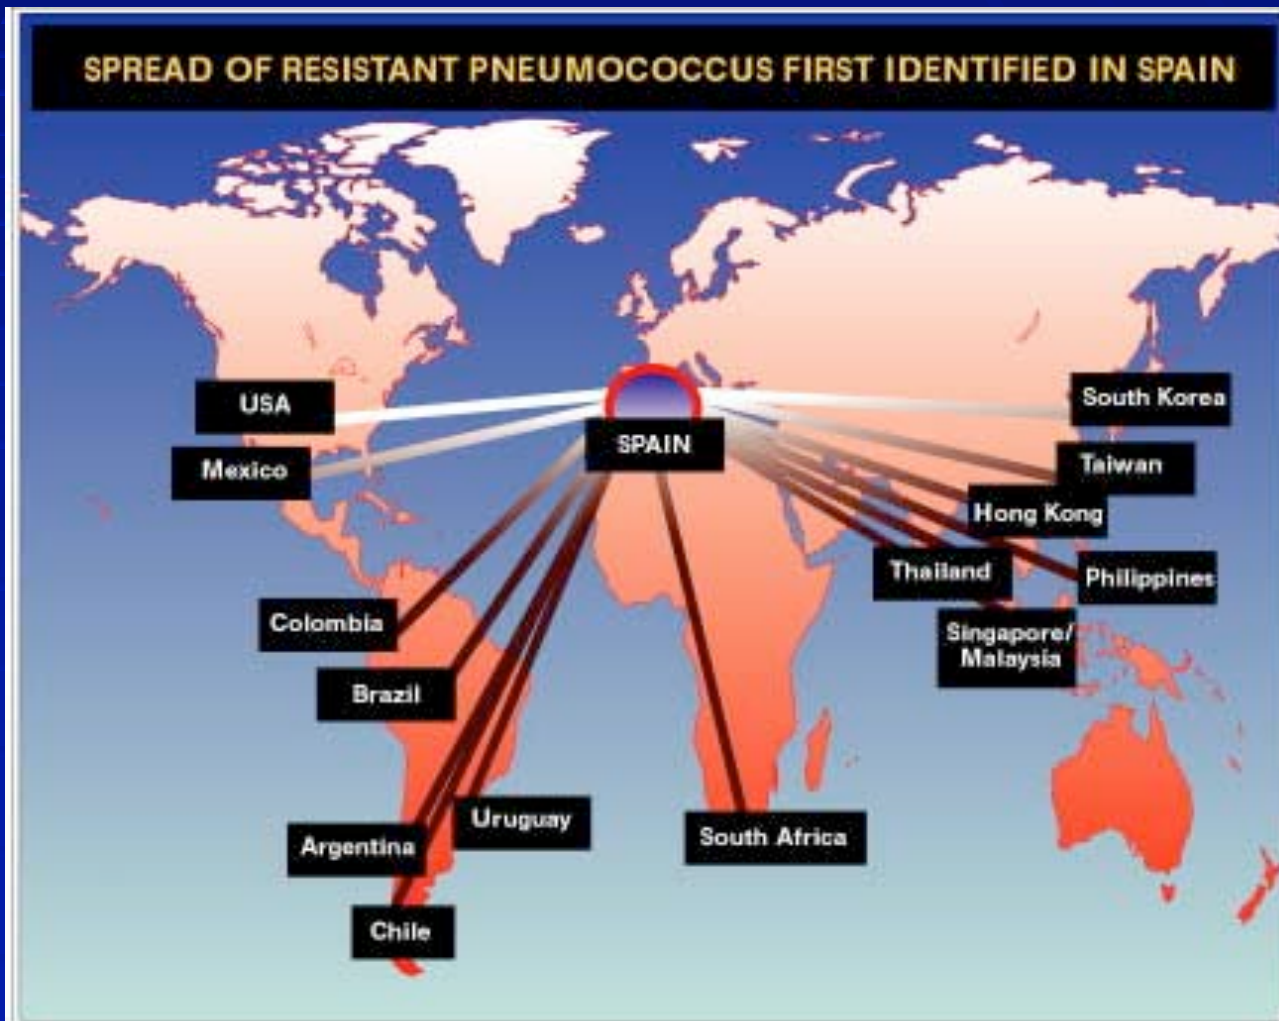 SPREAD OF RESISTANT PNEUMOCOCCUS FIRST IDENTIFIED IN SPAIN
USA
South Korea
SPAIN
Mexico
Taiwan
Hong Kong
Thailand
Philippines
Colombia
Singapore/
Malaysia
Brazil
Uruguay
South Africa
Argentina
Chile